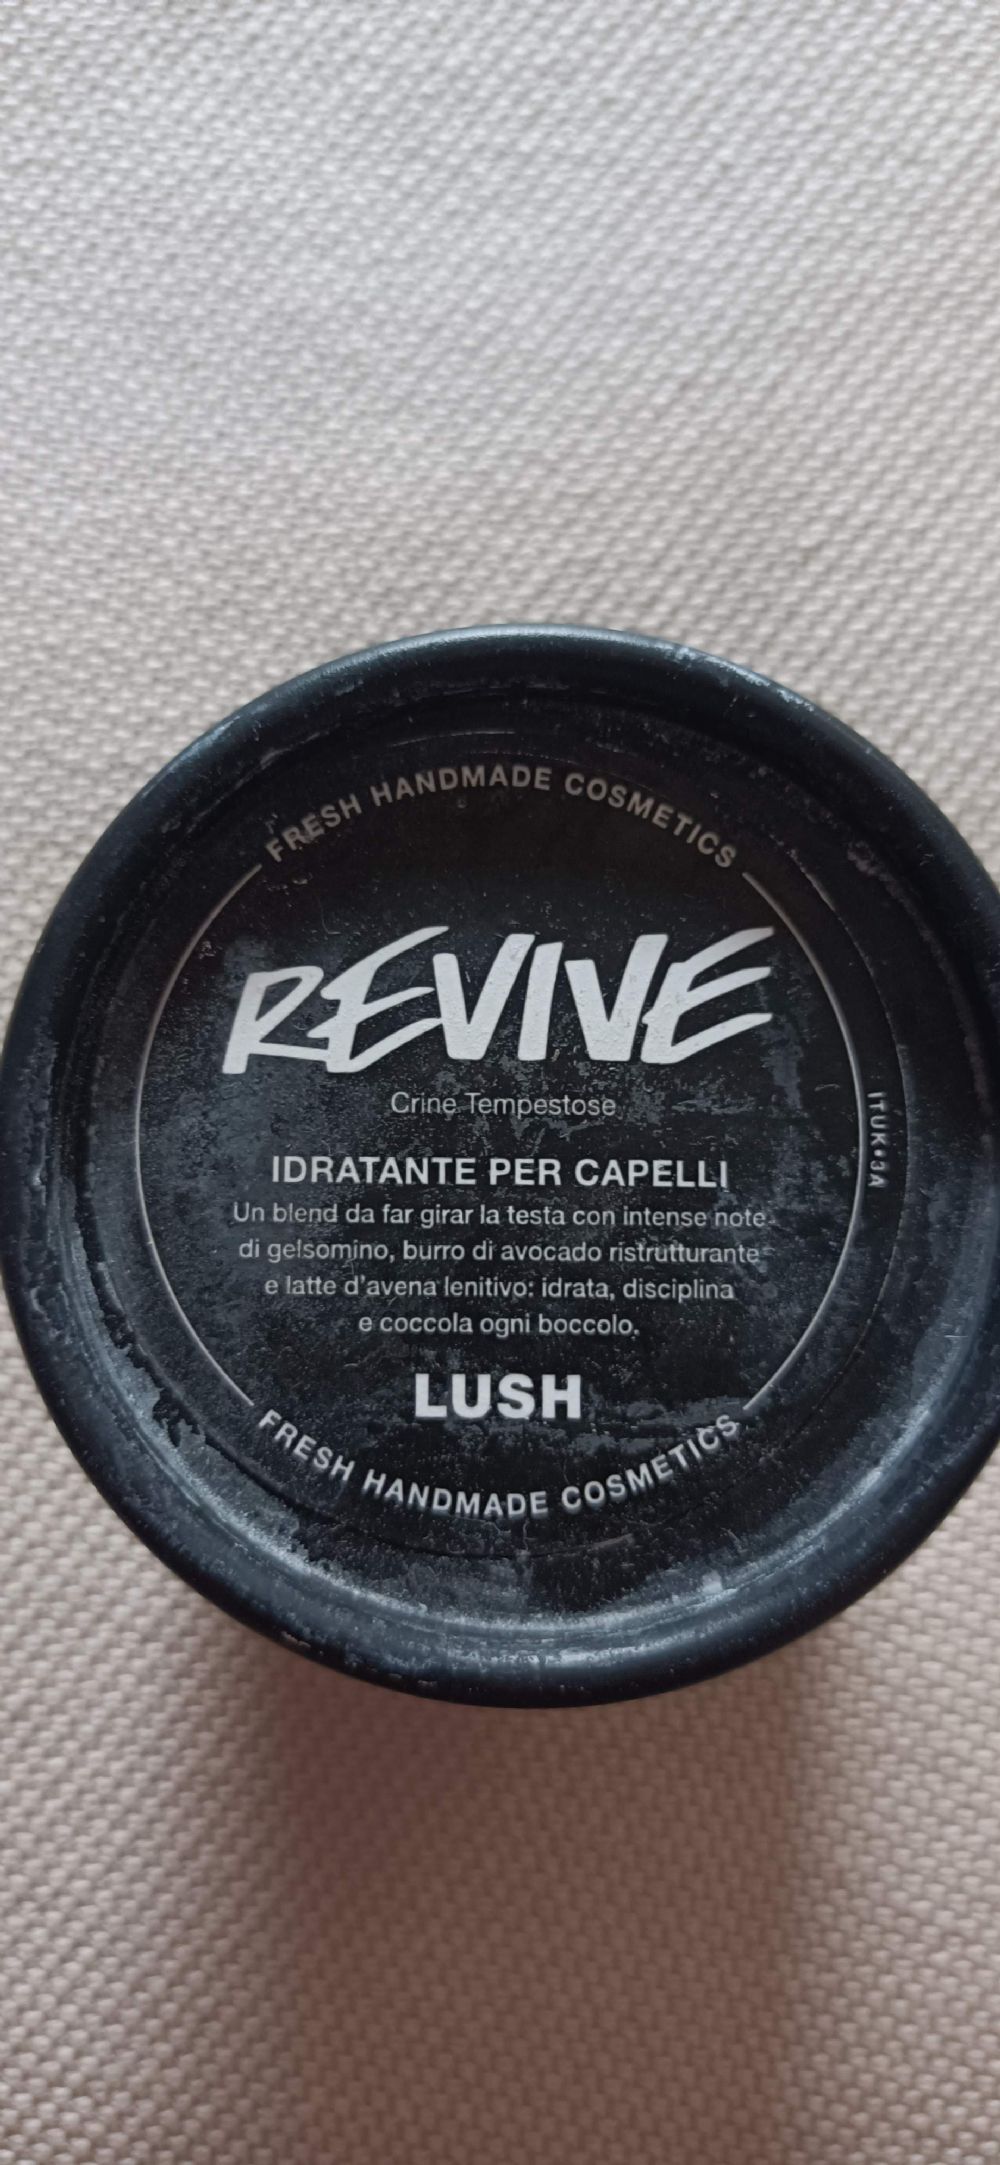 FRESH HANDMADE COSMETICS
REVIVE
Crine Tempestose
IDRATANTE PER CAPELLI
Un blend da far girar la testa con intense note
di gelsomino, burro di avocado ristrutturante
e latte d'avena lenitivo: idrata, disciplina
e coccola ogni boccolo.
LUSH
FRESH HANDMADE COSMETICS
ITUK•3A